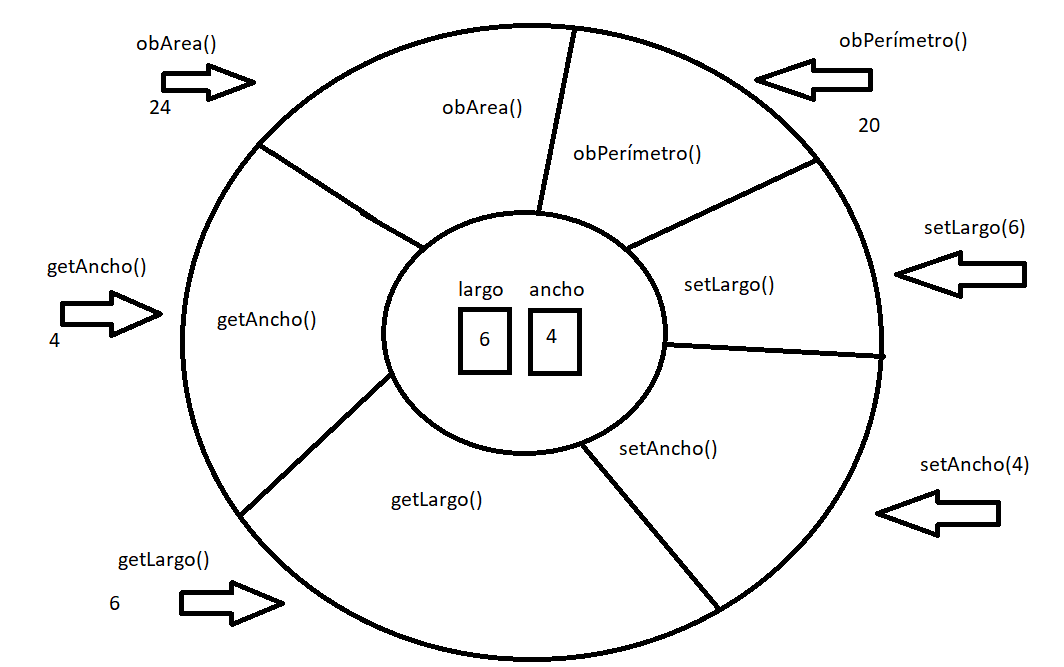 obArea()
24
obPerímetro()
20
obArea()
obPerímetro()
setLargo(6)
setLargo()
getAncho()
4
getAncho()
largo ancho
6 4
setAncho()
setAncho(4)
getLargo()
getLargo()
6